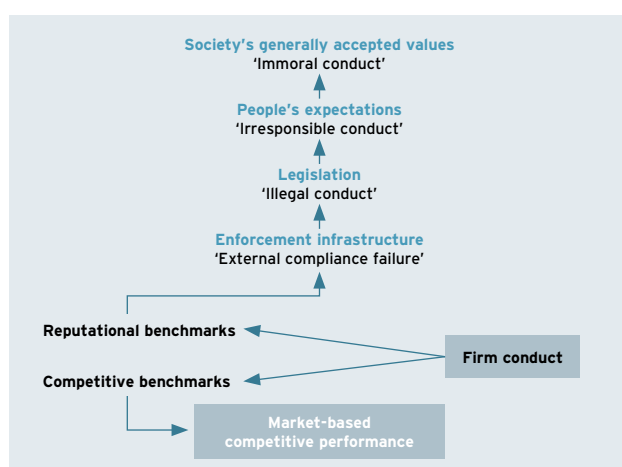 Society's generally accepted values
'Immoral conduct'
People's expectations
'Irresponsible conduct'
Legislation
'Illegal conduct'
Enforcement infrastructure
'External compliance failure'
Reputational benchmarks
Firm conduct
Competitive benchmarks
Market-based
competitive performance